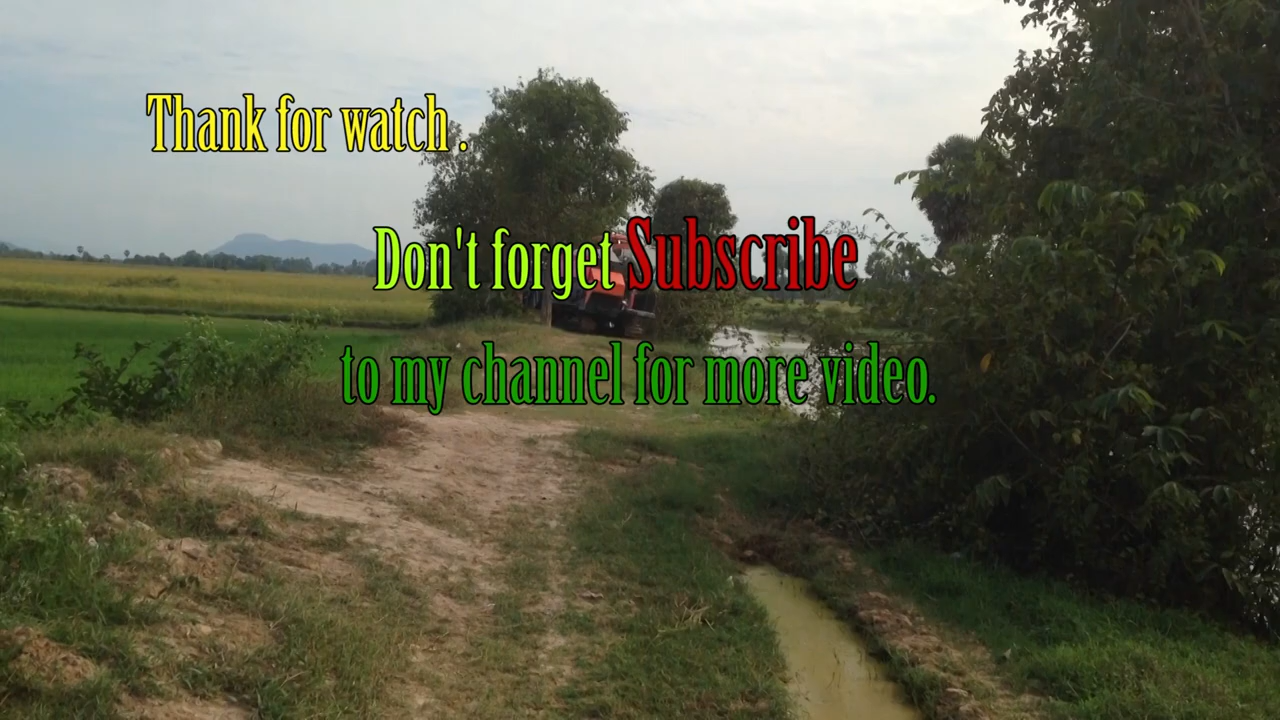 Thank for watch .
Don't forget Subscribe
to my channel for more video.